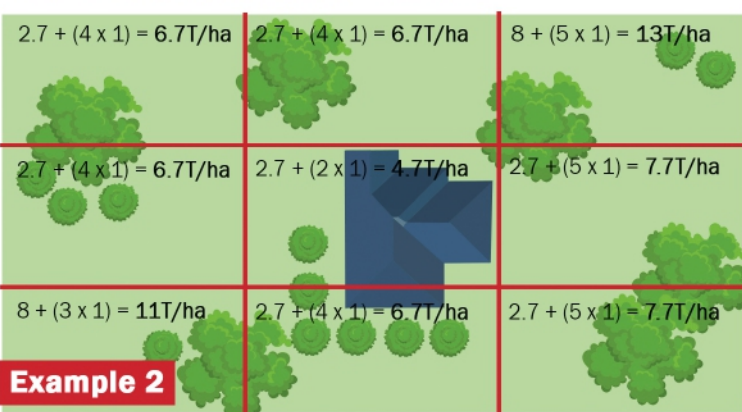 2.7 + (4 x 1) = 6.7T/ha
2.7 + (4 x 1) = 6.7T/ha
8 + (5 x 1) = 13T/ha
2.7 + (4 x 1) = 6.7T/ha
2.7 + (2 x 1) = 4.7T/ha
2.7 + (5 x 1) = 7.7T/ha
8 + (3 x 1) = 11T/ha
2.7 + (4 x 1) = 6.7T/ha
2.7 + (5 x 1) = 7.7T/ha
Example 2